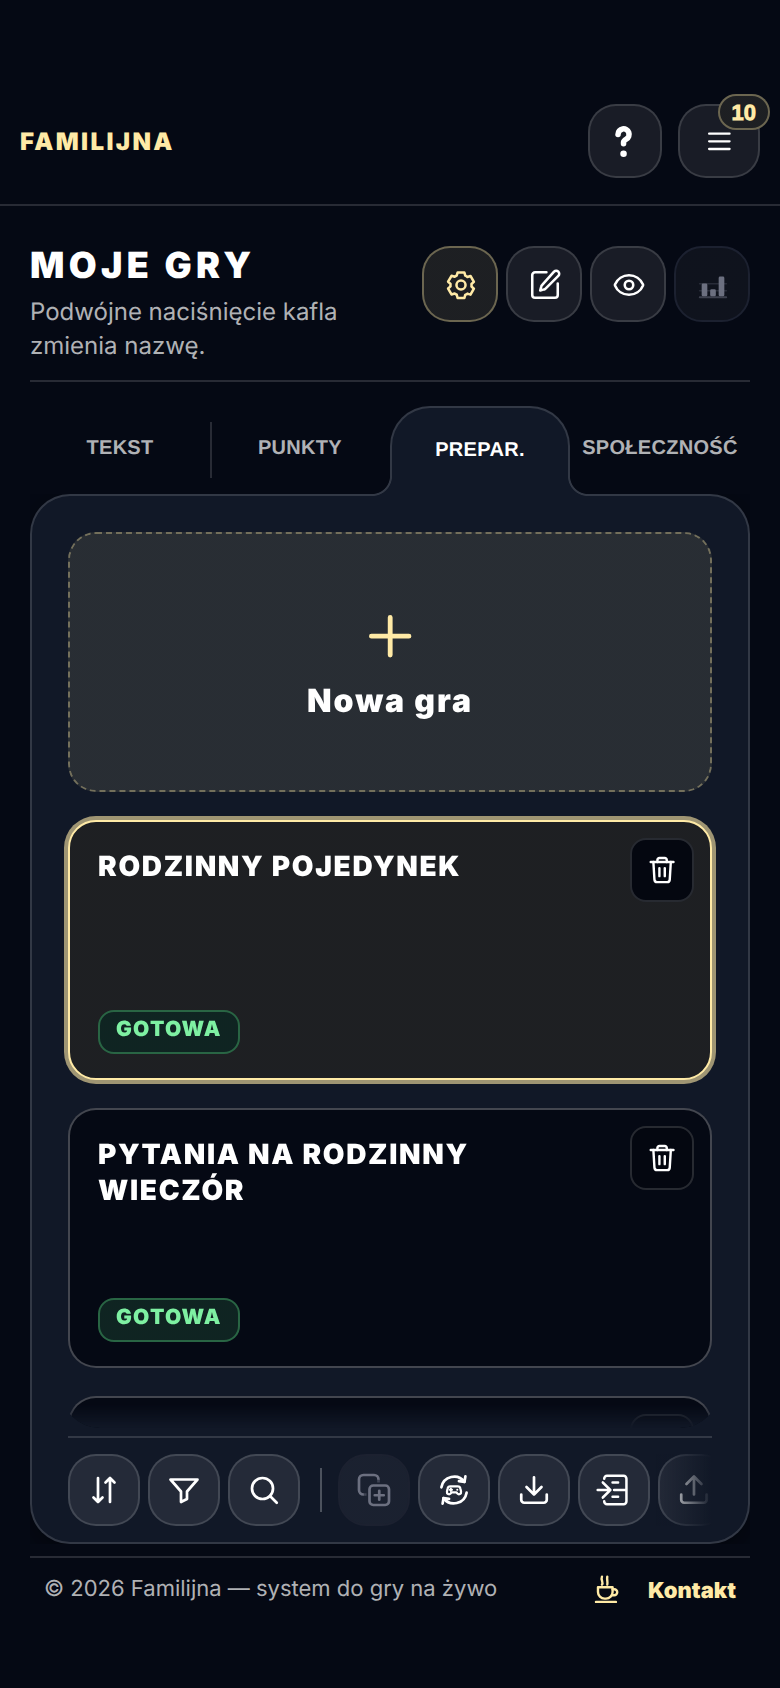 FAMILIJNA
?
10
MOJE GRY
Podwójne naciśnięcie kafla
zmienia nazwę.
TEKST
PUNKTY
PREPAR.
SPOŁECZNOŚĆ
Nowa gra
RODZINNY POJEDYNEK
GOTOWA
PYTANIA NA RODZINNY
WIECZÓR
GOTOWA
© 2026 Familijna — system do gry na żywo
Kontakt